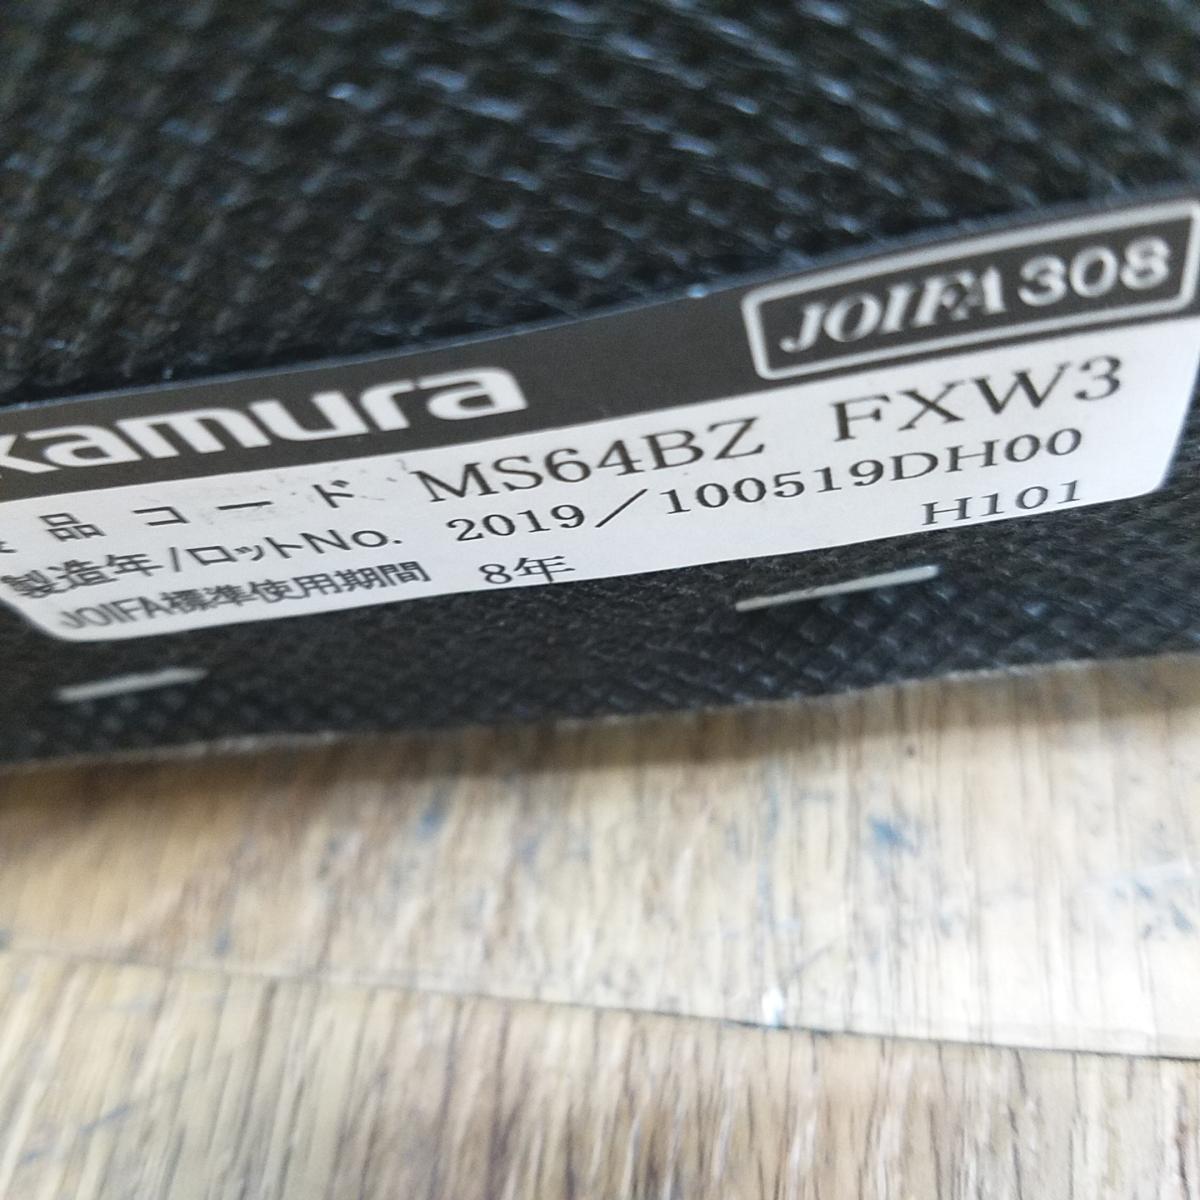 kamura
JOIFA 308
品コード MS64BZ FXW3
製造年/ロットNo. 2019/100519DH00
H101
JOIFA標準使用期間 8年